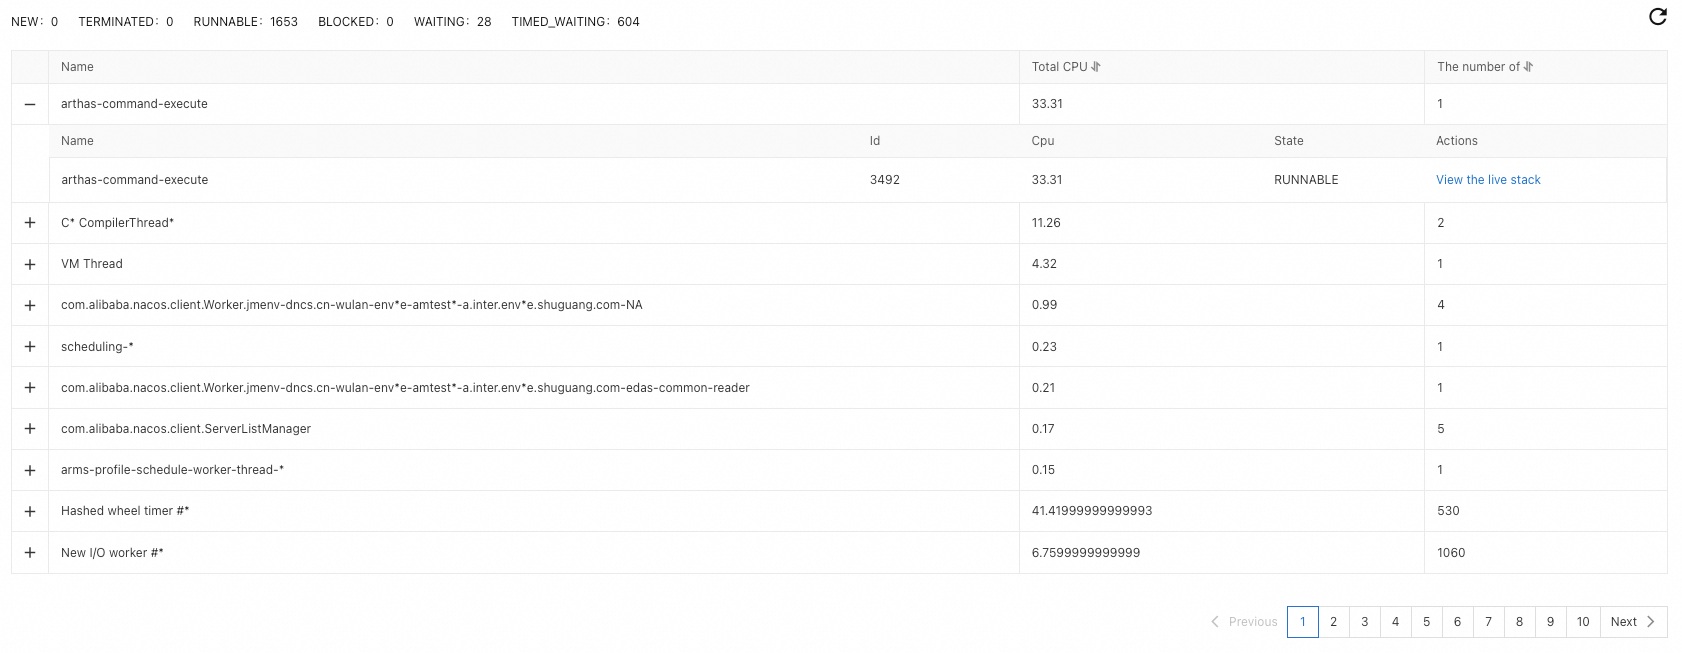 NEW: 0 TERMINATED: 0 RUNNABLE: 1653 BLOCKED: 0 WAITING: 28 TIMED_WAITING: 604
Name Total CPU The number of
arthas-command-execute 33.31 1
Name Id Cpu State Actions
arthas-command-execute 3492 33.31 RUNNABLE View the live stack
C* CompilerThread* 11.26 2
VM Thread 4.32 1
com.alibaba.nacos.client.Worker.jmenv-dncs.cn-wulan-env*e-amtest*-a.inter.env*e.shuguang.com-NA 0.99 4
scheduling-* 0.23 1
com.alibaba.nacos.client.Worker.jmenv-dncs.cn-wulan-env*e-amtest*-a.inter.env*e.shuguang.com-edas-common-reader 0.21 1
com.alibaba.nacos.client.ServerListManager 0.17 5
arms-profile-schedule-worker-thread-* 0.15 1
Hashed wheel timer #* 41.41999999999993 530
New I/O worker #* 6.7599999999999 1060
Previous 1 2 3 4 5 6 7 8 9 10 Next